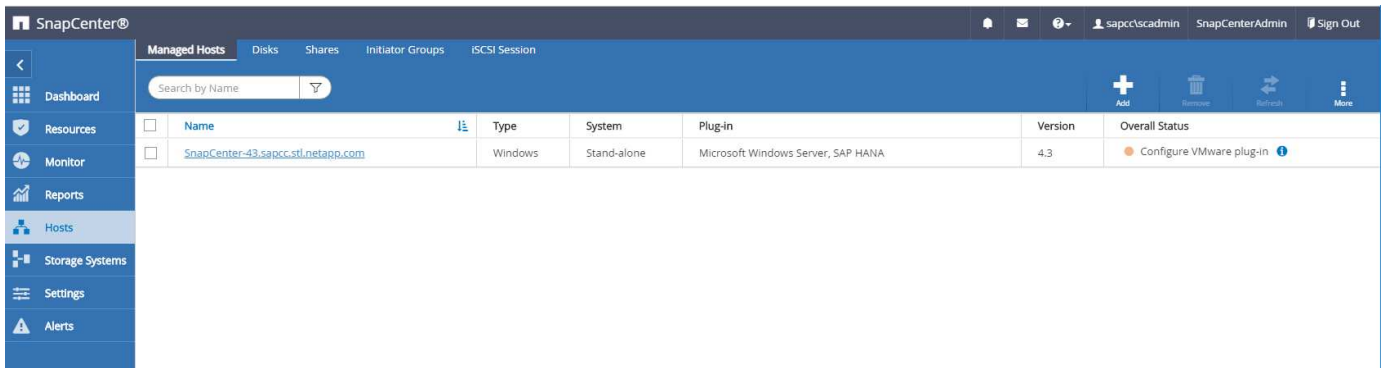 SnapCenter® sapcc\scadmin SnapCenterAdmin Sign Out
Managed Hosts Disks Shares Initiator Groups iSCSI Session
Search by Name
Add Remove Refresh More
Dashboard
Resources
Monitor
Reports
Hosts
Storage Systems
Settings
Alerts
Name Type System Plug-in Version Overall Status
SnapCenter-43.sapcc.stl.netapp.com Windows Stand-alone Microsoft Windows Server, SAP HANA 4.3 Configure VMware plug-in